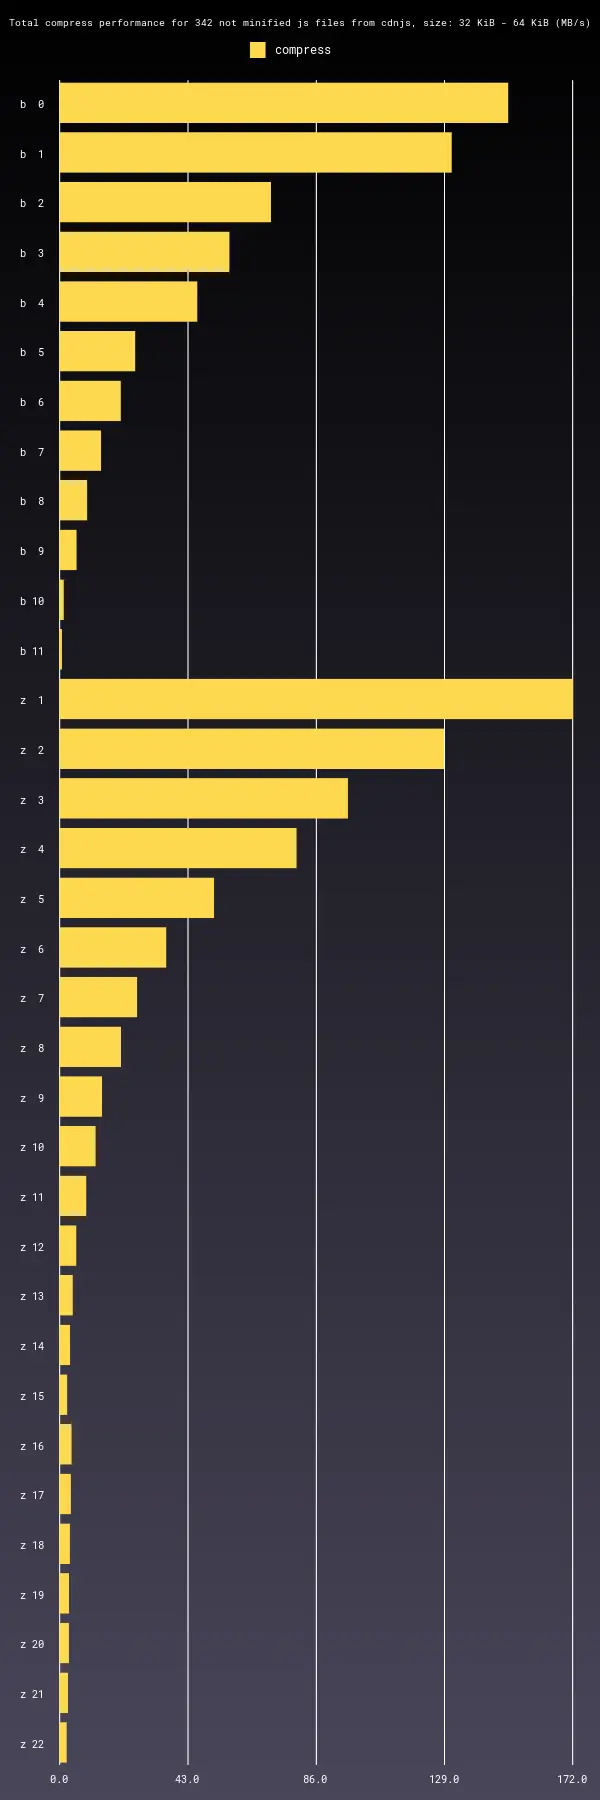 Total compress performance for 342 not minified js files from cdnjs, size: 32 KiB - 64 KiB (MB/s)
compress
b 0
b 1
b 2
b 3
b 4
b 5
b 6
b 7
b 8
b 9
b 10
b 11
z 1
z 2
z 3
z 4
z 5
z 6
z 7
z 8
z 9
z 10
z 11
z 12
z 13
z 14
z 15
z 16
z 17
z 18
z 19
z 20
z 21
z 22
0.0 43.0 86.0 129.0 172.0